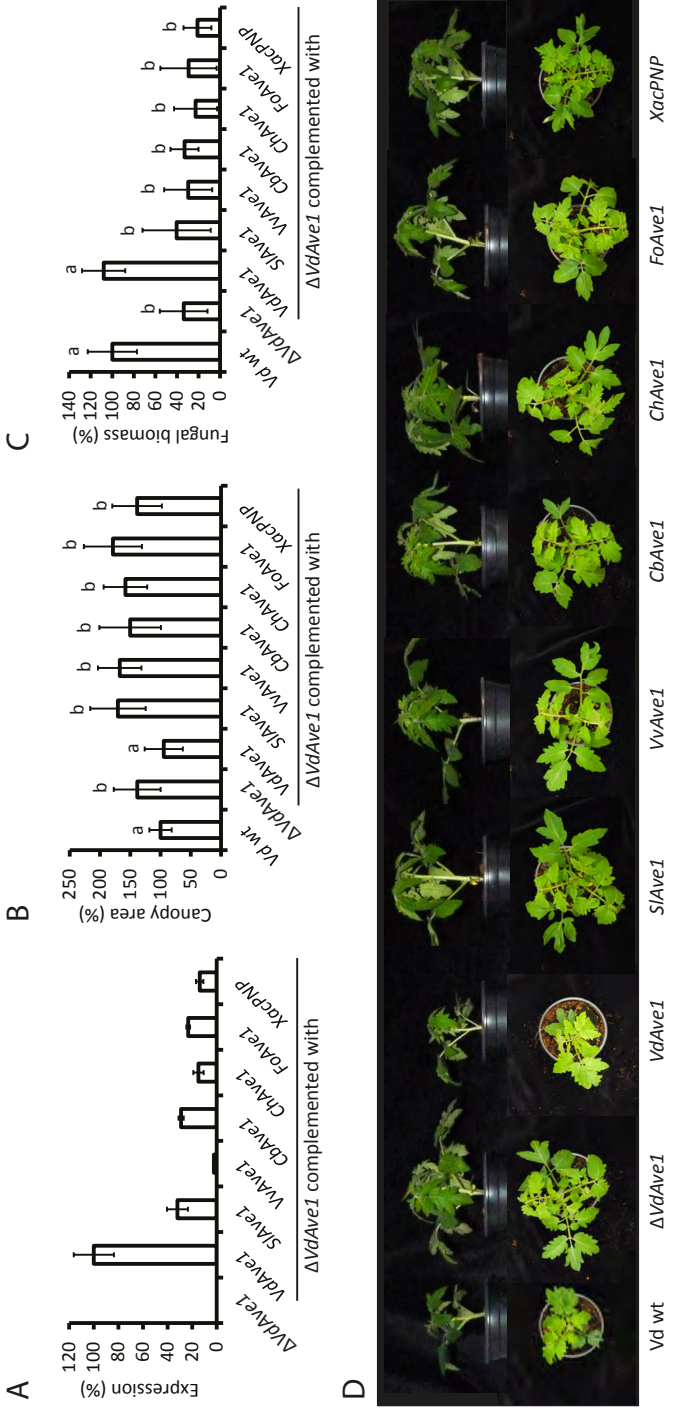 A
Expression (%)
120
100
80
60
40
20
0
ΔVdAve1
VdAve1
SlAve1
VvAve1
CbAve1
ChAve1
FoAve1
XacPNP
ΔVdAve1 complemented with
B
Canopy area (%)
250
200
150
100
50
0
a
b
a
b
b
b
b
b
b
Vd wt
ΔVdAve1
VdAve1
SlAve1
VvAve1
CbAve1
ChAve1
FoAve1
XacPNP
ΔVdAve1 complemented with
C
Fungal biomass (%)
140
120
100
80
60
40
20
0
a
b
a
b
b
b
b
b
b
Vd wt
ΔVdAve1
VdAve1
SlAve1
VvAve1
CbAve1
ChAve1
FoAve1
XacPNP
ΔVdAve1 complemented with
D
Vd wt ΔVdAve1 VdAve1 SlAve1 VvAve1 CbAve1 ChAve1 FoAve1 XacPNP